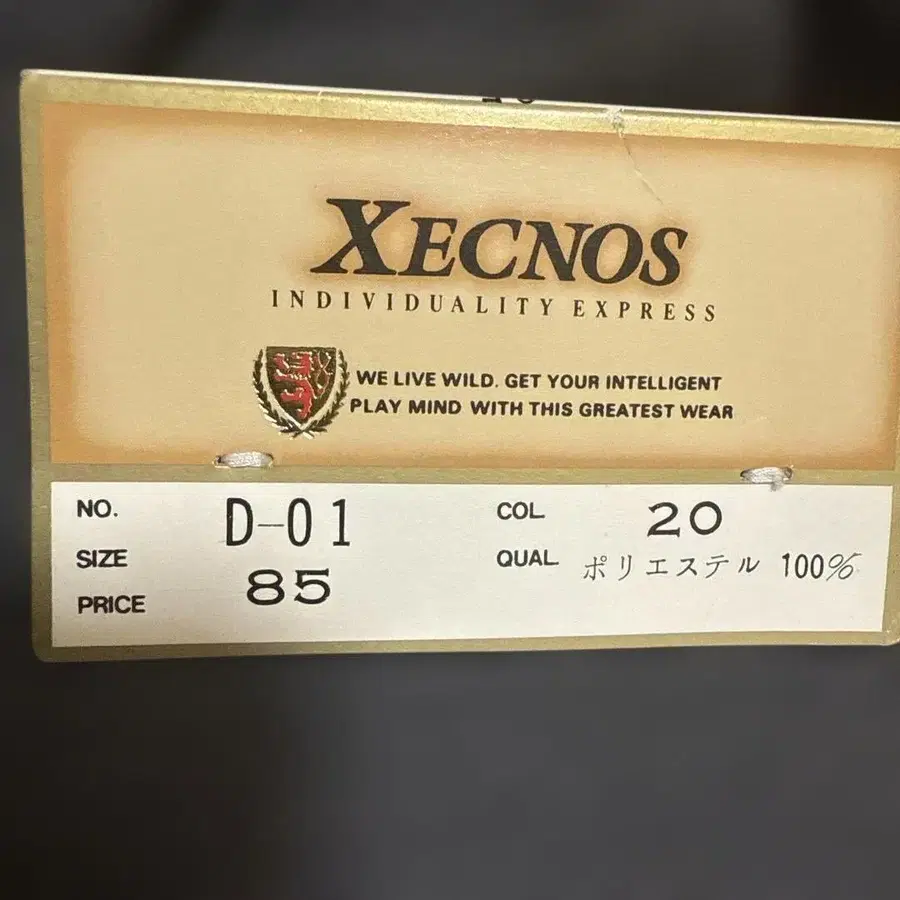 XECNOS
INDIVIDUALITY EXPRESS
WE LIVE WILD. GET YOUR INTELLIGENT
PLAY MIND WITH THIS GREATEST WEAR
NO. D-01 COL 20
SIZE 85 QUAL ポリエステル 100%
PRICE